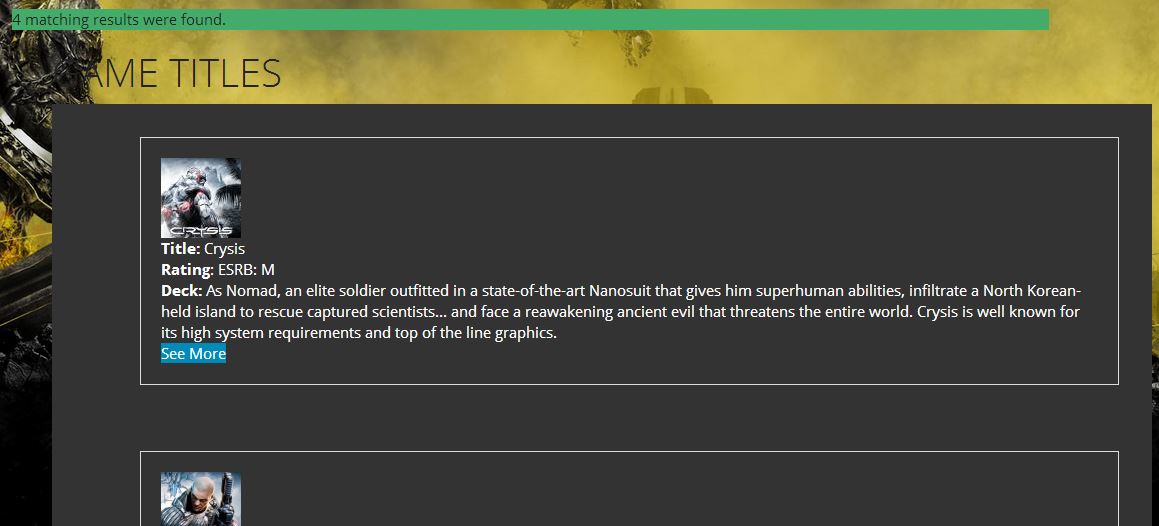 4 matching results were found.
AME TITLES
CRYSIS
Title: Crysis
Rating: ESRB: M
Deck: As Nomad, an elite soldier outfitted in a state-of-the-art Nanosuit that gives him superhuman abilities, infiltrate a North Korean-
held island to rescue captured scientists... and face a reawakening ancient evil that threatens the entire world. Crysis is well known for
its high system requirements and top of the line graphics.
See More